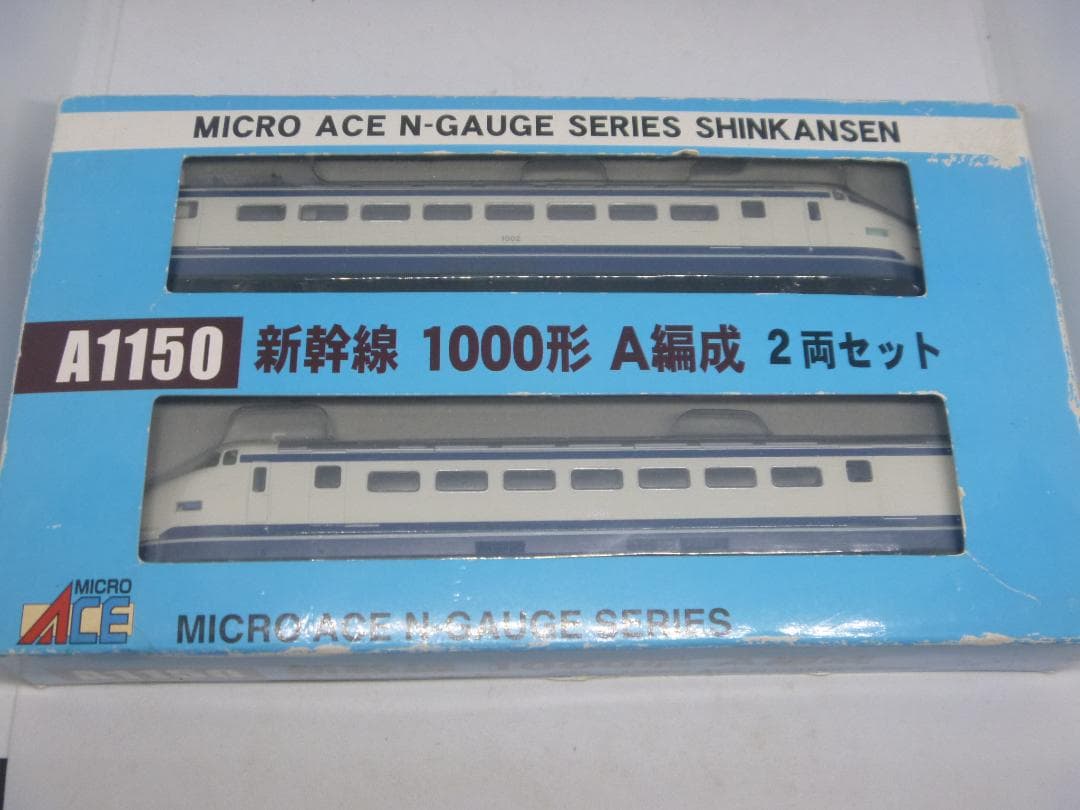 MICRO ACE N-GAUGE SERIES SHINKANSEN
1002
A1150 新幹線 1000形 A編成 2両セット
MICRO ACE
MICRO ACE N-GAUGE SERIES